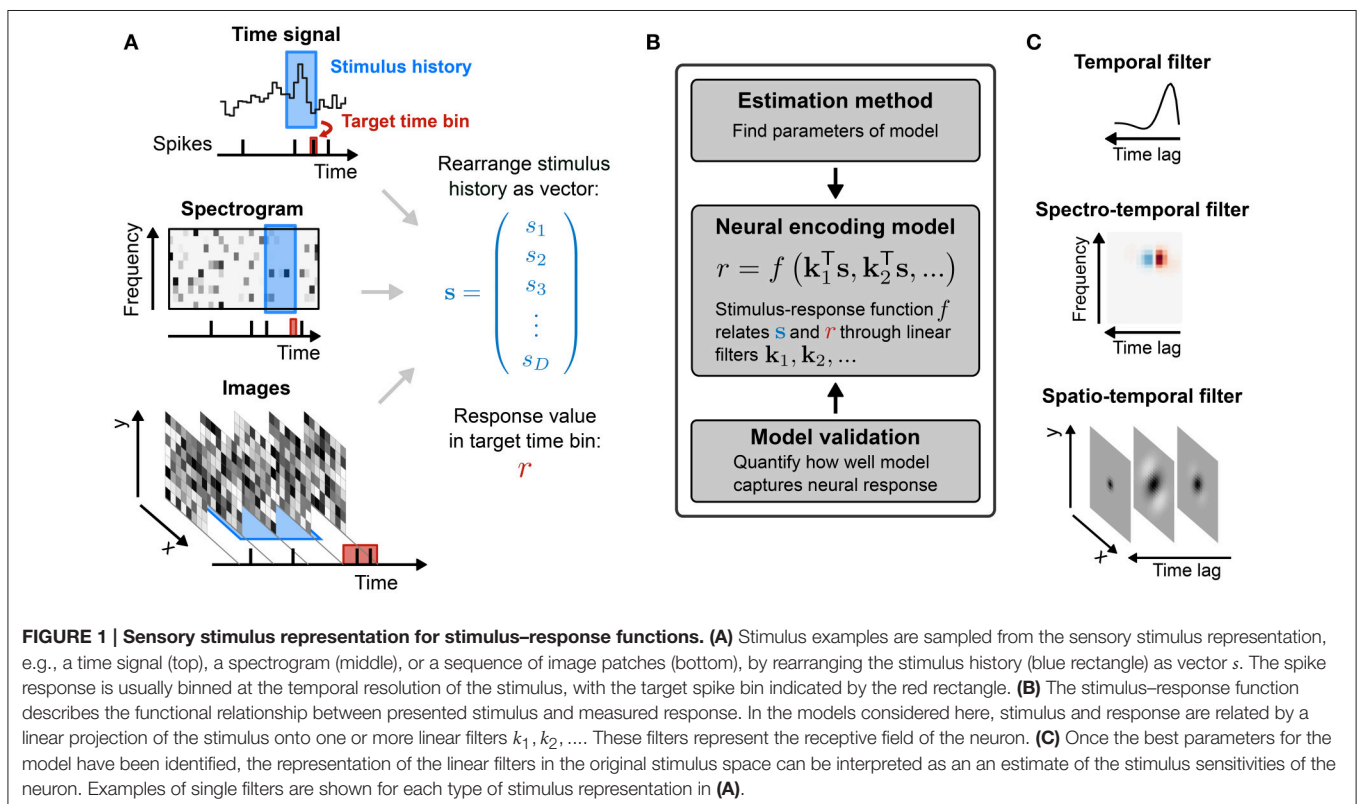 A
Time signal
Stimulus history
Target time bin
Spikes
Time
Spectrogram
Frequency
Time
Images
y
x
Time
Rearrange stimulus
history as vector:
s = ( s1 s2 s3 ⋮ sD )
Response value
in target time bin:
r
B
Estimation method
Find parameters of model
Neural encoding model
r = f (k₁ᵀs, k₂ᵀs, ...)
Stimulus-response function f
relates s and r through linear
filters k₁, k₂, ...
Model validation
Quantify how well model
captures neural response
C
Temporal filter
Time lag
Spectro-temporal filter
Frequency
Time lag
Spatio-temporal filter
y
x
Time lag
FIGURE 1 | Sensory stimulus representation for stimulus–response functions. (A) Stimulus examples are sampled from the sensory stimulus representation,
e.g., a time signal (top), a spectrogram (middle), or a sequence of image patches (bottom), by rearranging the stimulus history (blue rectangle) as vector s. The spike
response is usually binned at the temporal resolution of the stimulus, with the target spike bin indicated by the red rectangle. (B) The stimulus–response function
describes the functional relationship between presented stimulus and measured response. In the models considered here, stimulus and response are related by a
linear projection of the stimulus onto one or more linear filters k₁, k₂, .... These filters represent the receptive field of the neuron. (C) Once the best parameters for the
model have been identified, the representation of the linear filters in the original stimulus space can be interpreted as an an estimate of the stimulus sensitivities of the
neuron. Examples of single filters are shown for each type of stimulus representation in (A).